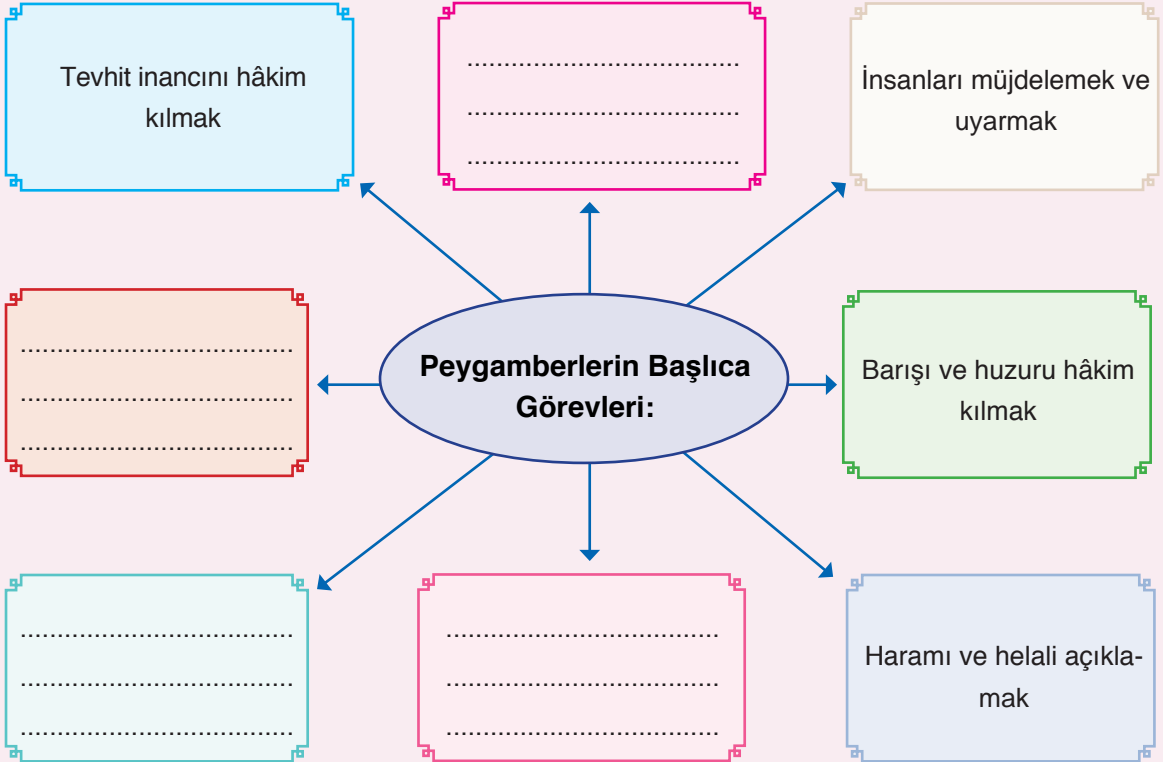 Tevhit inancını hâkim
kılmak
.....................................
.....................................
.....................................
İnsanları müjdelemek ve
uyarmak
.....................................
.....................................
.....................................
Peygamberlerin Başlıca
Görevleri:
Barışı ve huzuru hâkim
kılmak
.....................................
.....................................
.....................................
.....................................
.....................................
.....................................
Haramı ve helali açıkla-
mak